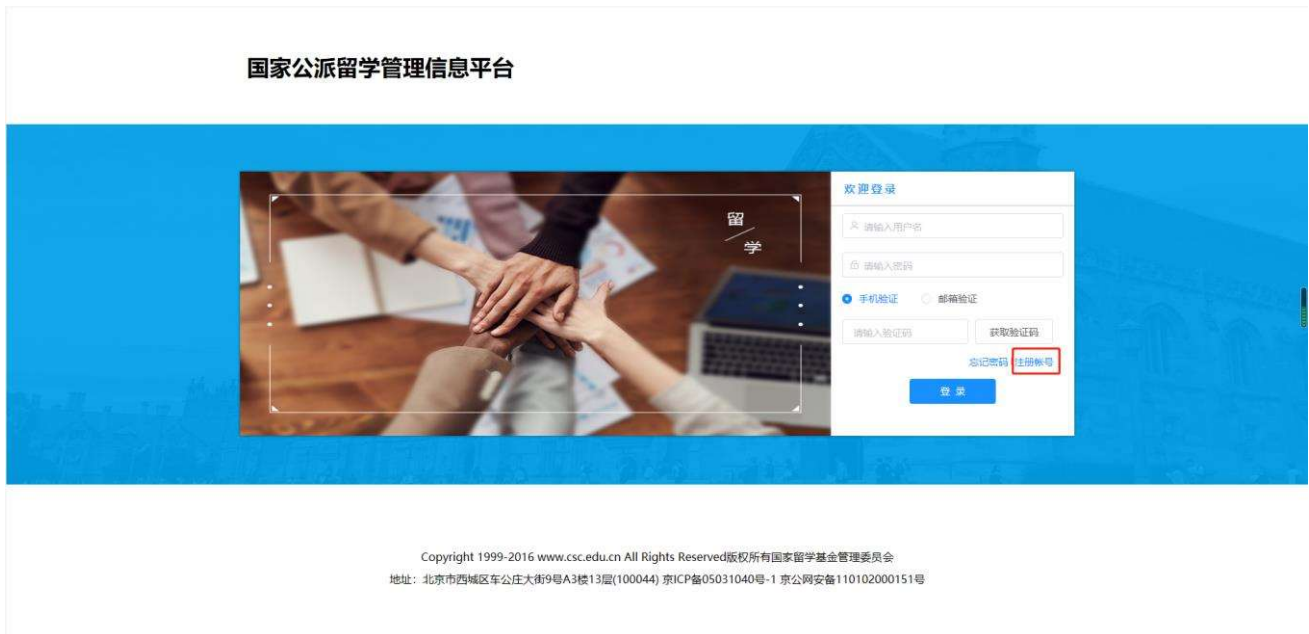 国家公派留学管理信息平台
留
学
欢迎登录
请输入用户名
请输入密码
手机验证 邮箱验证
请输入验证码 获取验证码
忘记密码 注册帐号
登 录
Copyright 1999-2016 www.csc.edu.cn All Rights Reserved版权所有国家留学基金管理委员会
地址：北京市西城区车公庄大街9号A3楼13层(100044) 京ICP备05031040号-1 京公网安备110102000151号